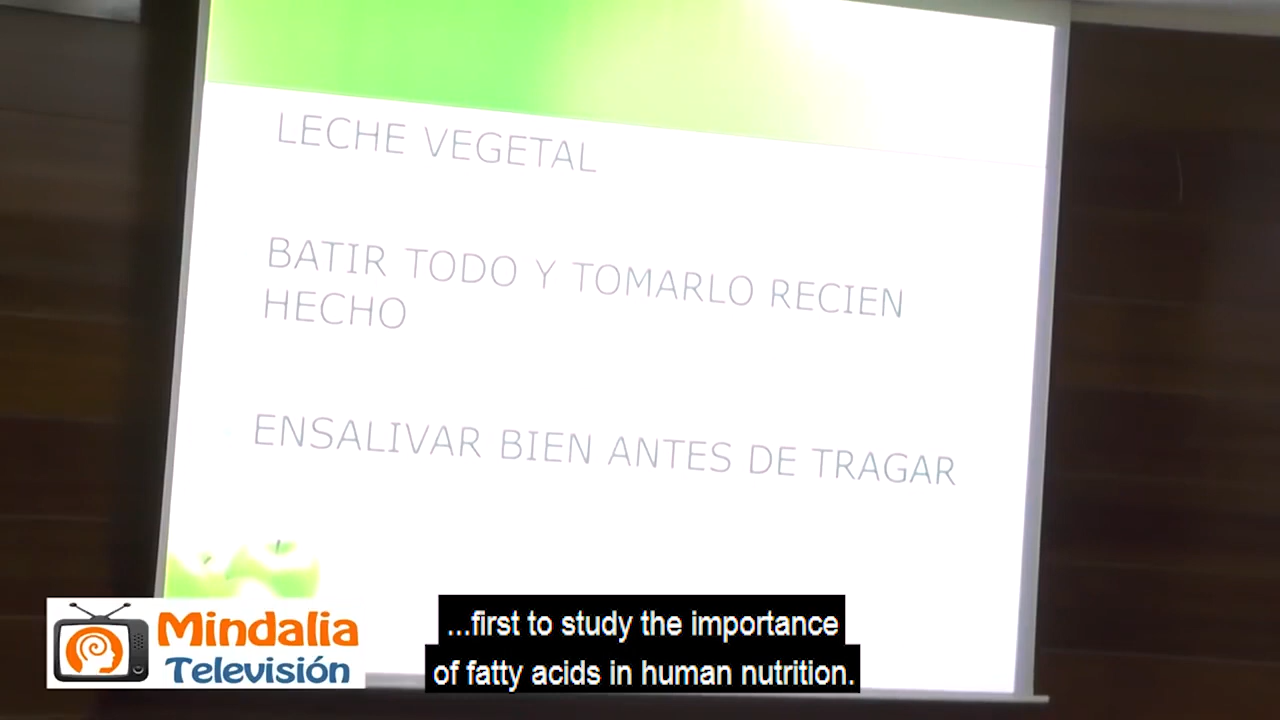 LECHE VEGETAL
BATIR TODO Y TOMARLO RECIEN
HECHO
ENSALIVAR BIEN ANTES DE TRAGAR
Mindalia
Televisión
...first to study the importance
of fatty acids in human nutrition.